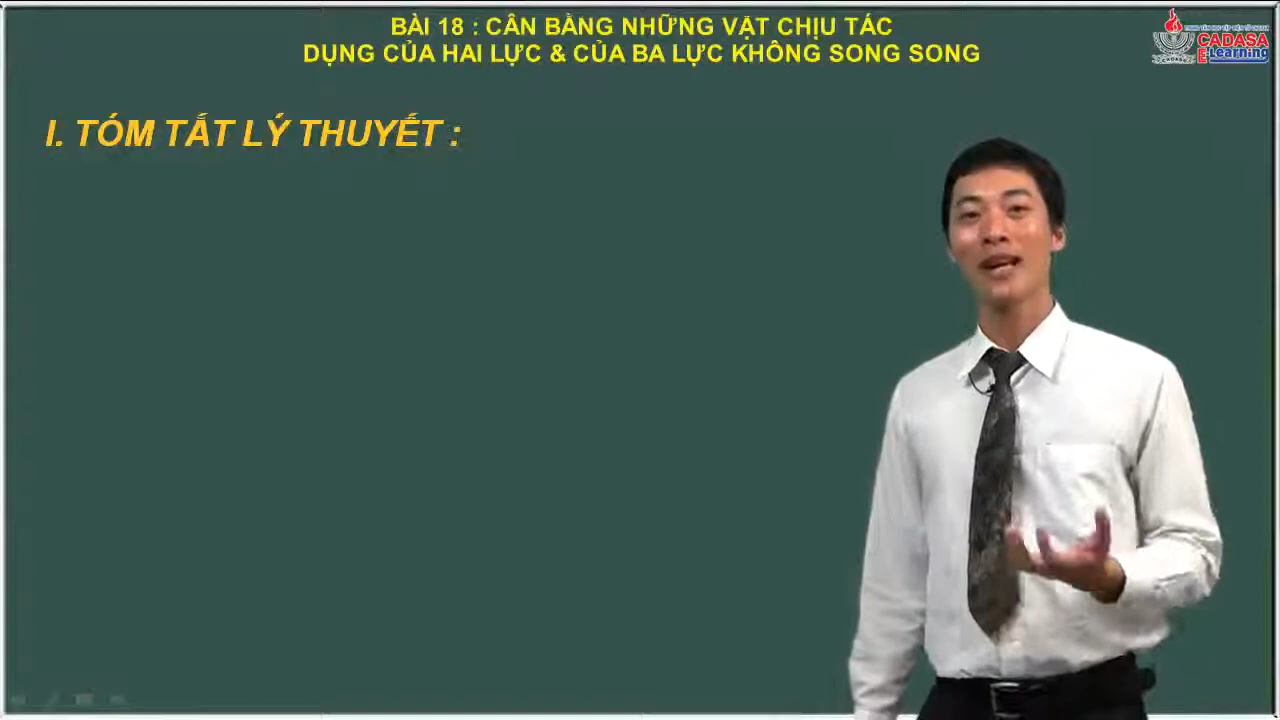 BÀI 18 : CÂN BẰNG NHỮNG VẬT CHỊU TÁC
DỤNG CỦA HAI LỰC & CỦA BA LỰC KHÔNG SONG SONG
CADASA
E Learning
I. TÓM TẮT LÝ THUYẾT :